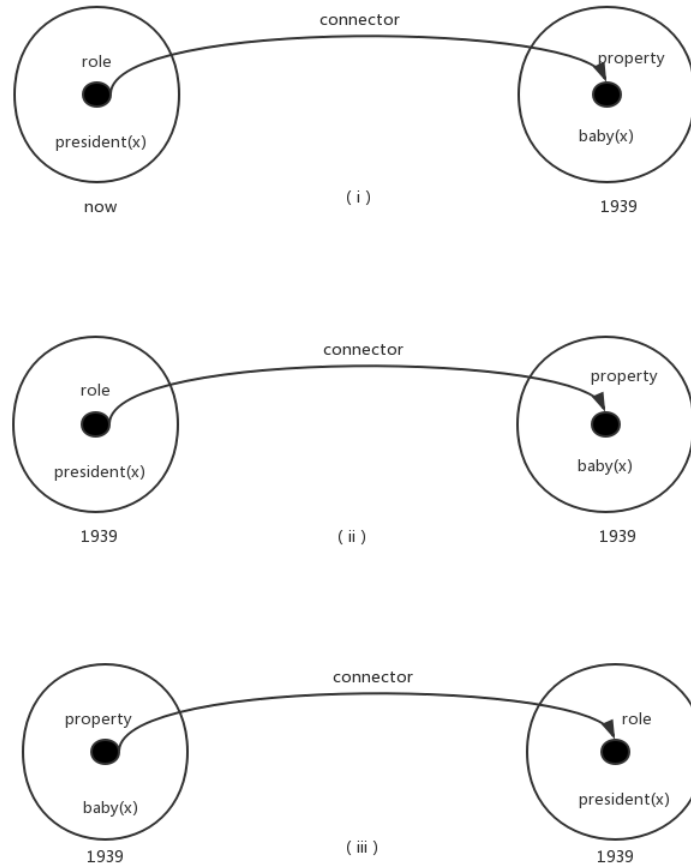 connector
role
property
president(x)
baby(x)
now
( i )
1939
connector
role
property
president(x)
baby(x)
1939
( ii )
1939
connector
property
role
baby(x)
president(x)
1939
( iii )
1939